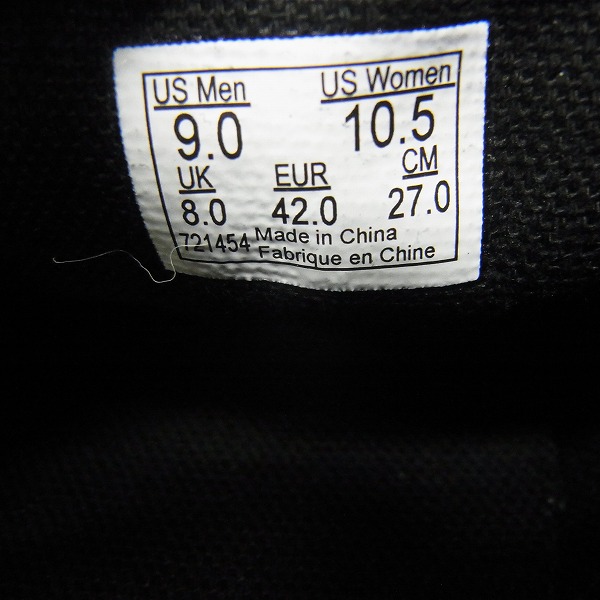 US Men US Women
9.0 10.5
UK EUR CM
8.0 42.0 27.0
721454 Made in China
Fabrique en Chine